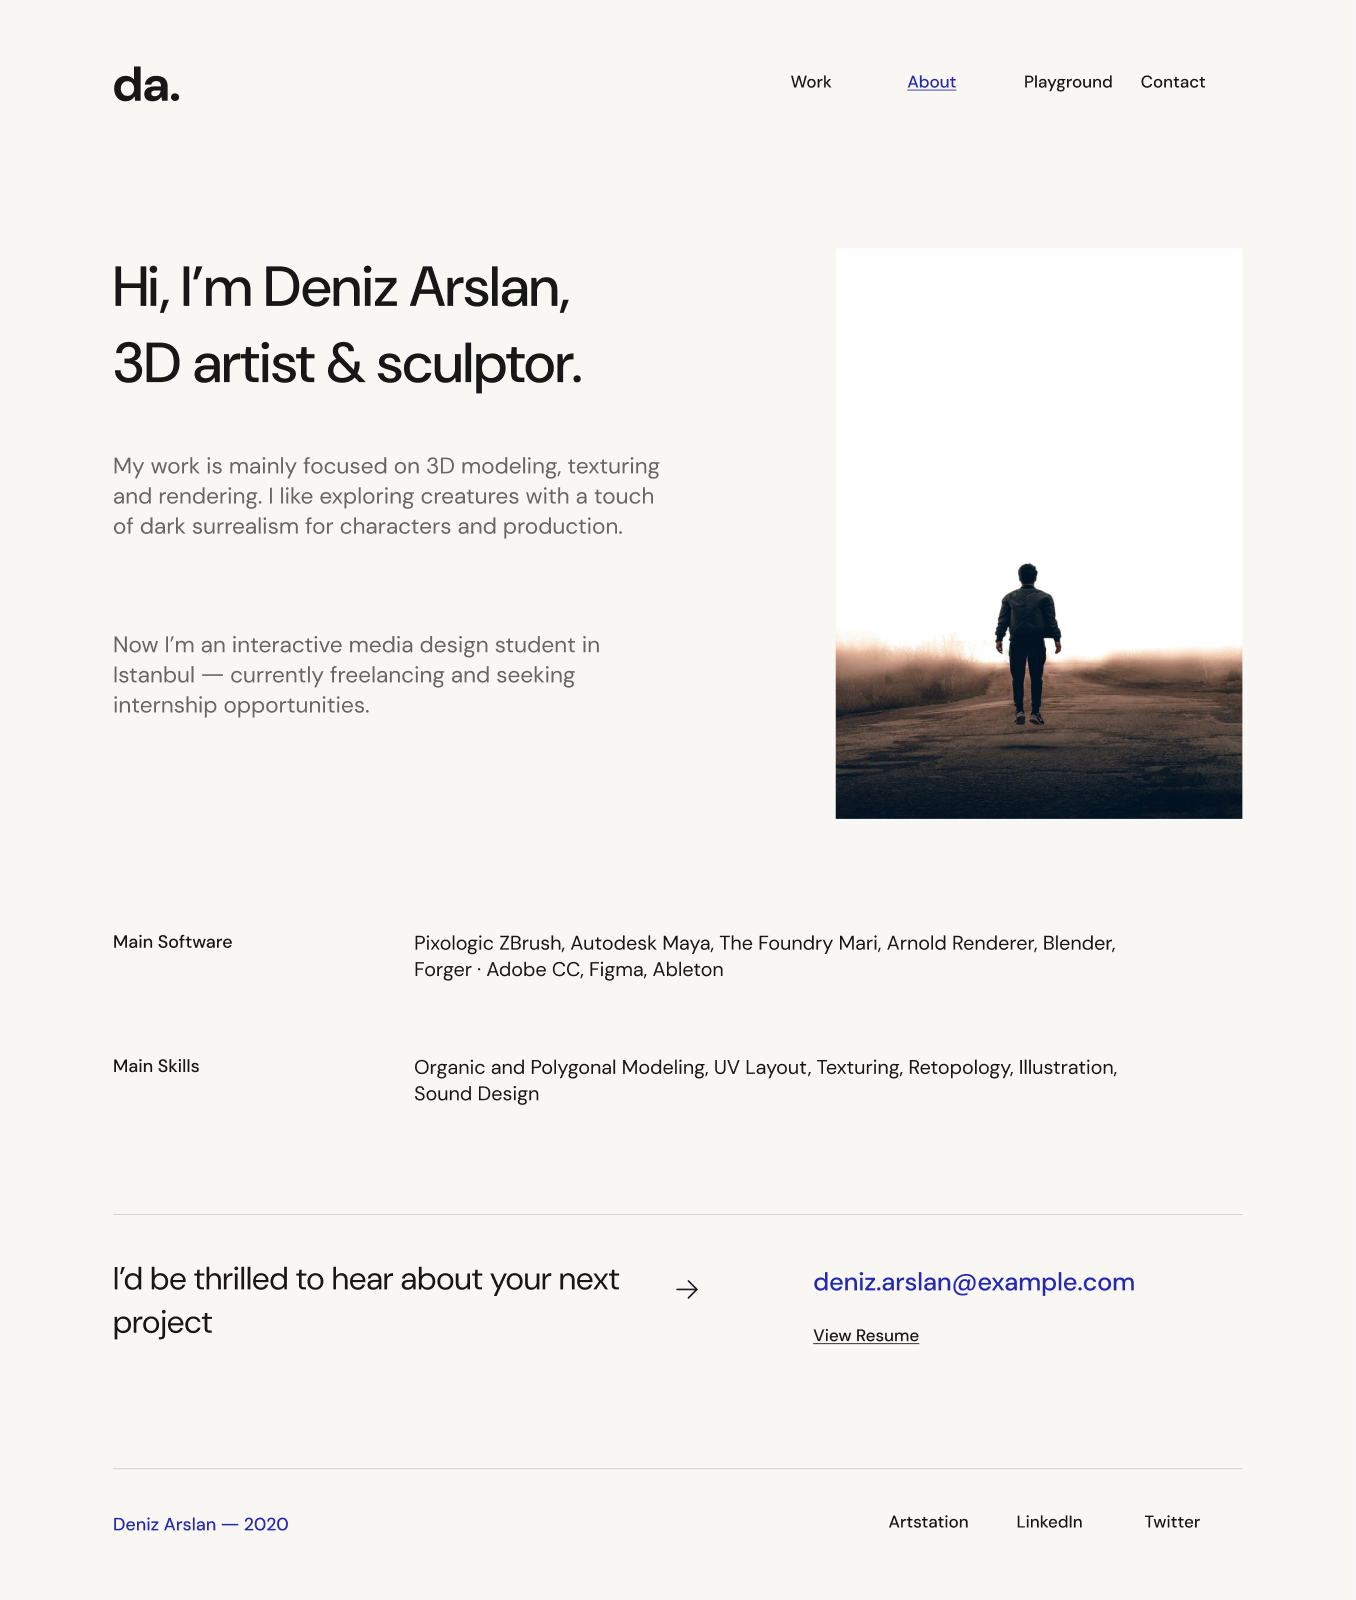 da.
Work About Playground Contact
Hi, I’m Deniz Arslan,
3D artist & sculptor.
My work is mainly focused on 3D modeling, texturing
and rendering. I like exploring creatures with a touch
of dark surrealism for characters and production.
Now I’m an interactive media design student in
Istanbul — currently freelancing and seeking
internship opportunities.
Main Software
Pixologic ZBrush, Autodesk Maya, The Foundry Mari, Arnold Renderer, Blender,
Forger · Adobe CC, Figma, Ableton
Main Skills
Organic and Polygonal Modeling, UV Layout, Texturing, Retopology, Illustration,
Sound Design
I’d be thrilled to hear about your next
project
→
deniz.arslan@example.com
View Resume
Deniz Arslan — 2020
Artstation LinkedIn Twitter